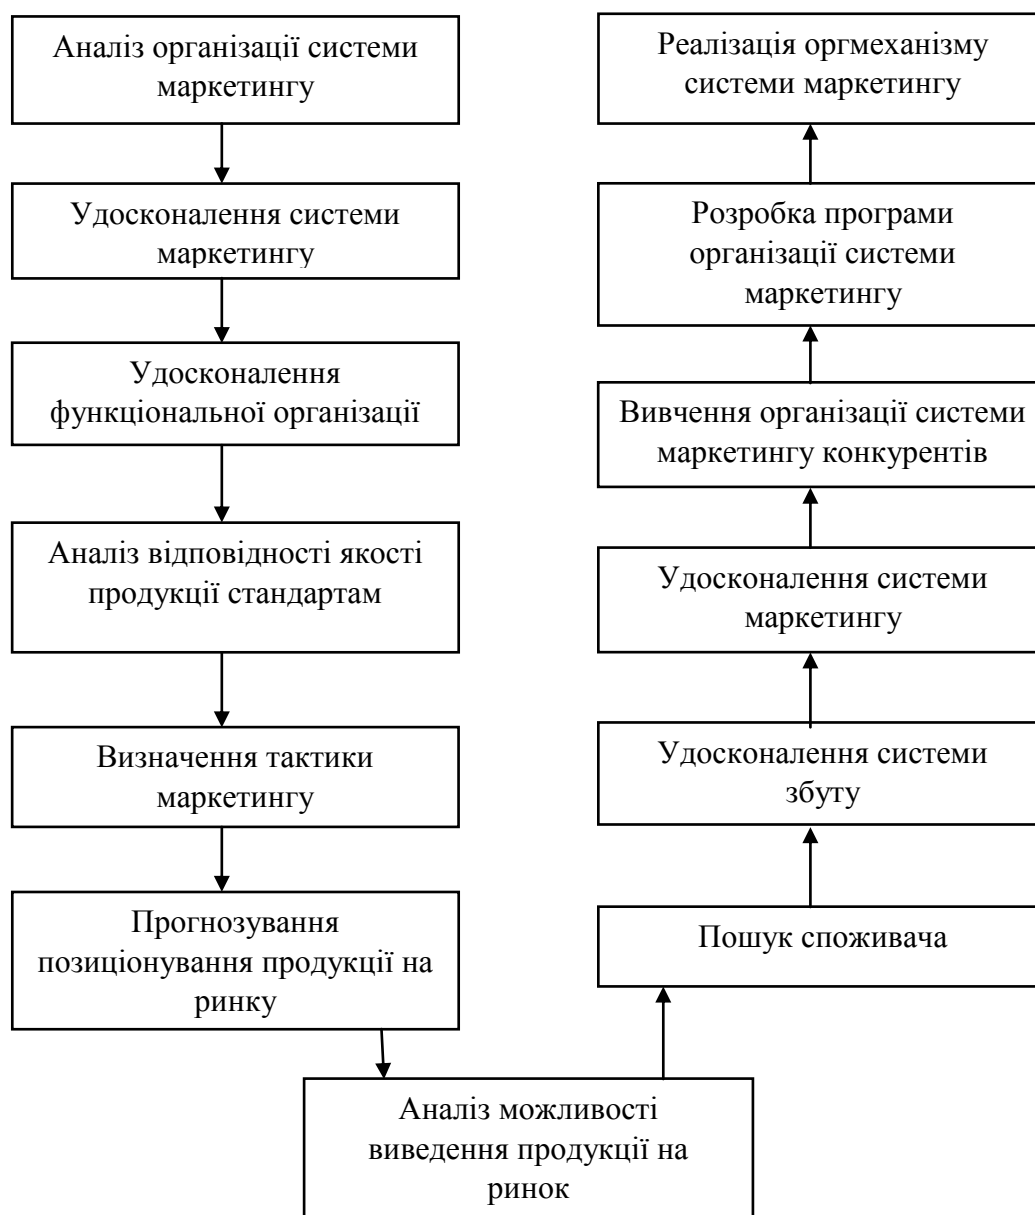 Аналіз організації системи
маркетингу
Удосконалення системи
маркетингу
Удосконалення
функціональної організації
Аналіз відповідності якості
продукції стандартам
Визначення тактики
маркетингу
Прогнозування
позиціонування продукції на
ринку
Аналіз можливості
виведення продукції на
ринок
Пошук споживача
Удосконалення системи
збуту
Удосконалення системи
маркетингу
Вивчення організації системи
маркетингу конкурентів
Розробка програми
організації системи
маркетингу
Реалізація оргмеханізму
системи маркетингу